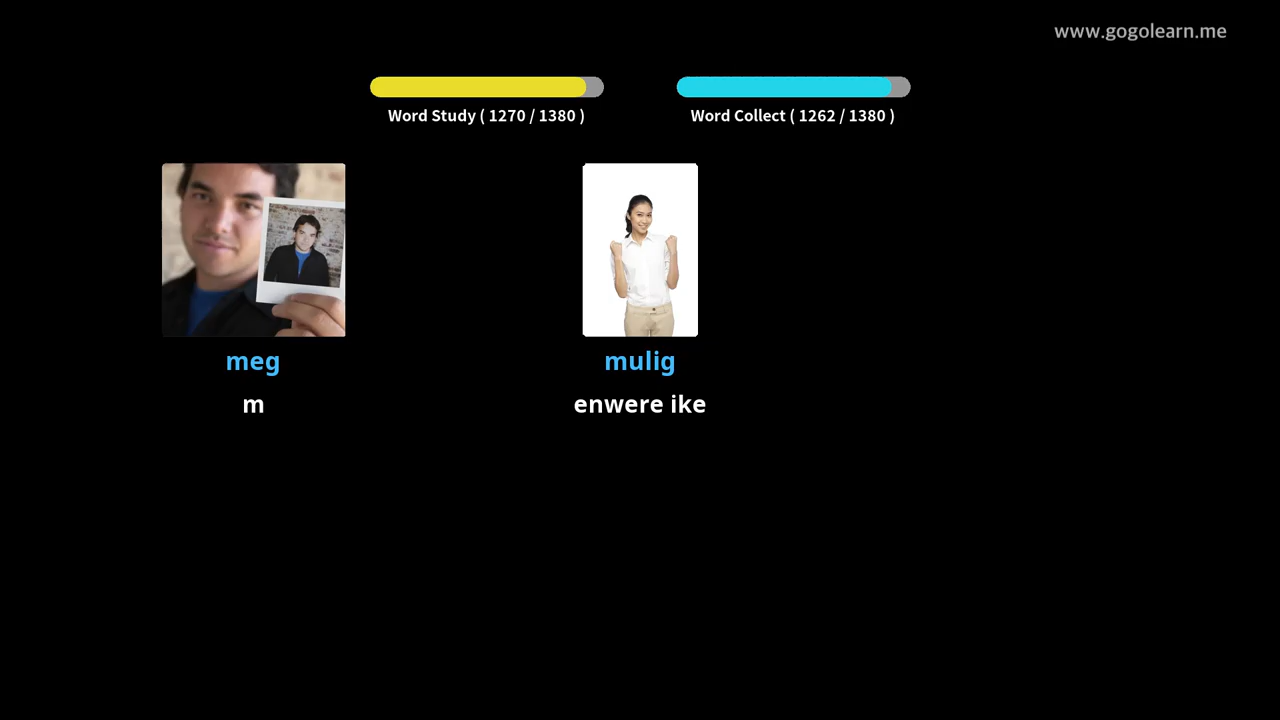 www.gogolearn.me
Word Study ( 1270 / 1380 )
Word Collect ( 1262 / 1380 )
meg
mulig
m
enwere ike